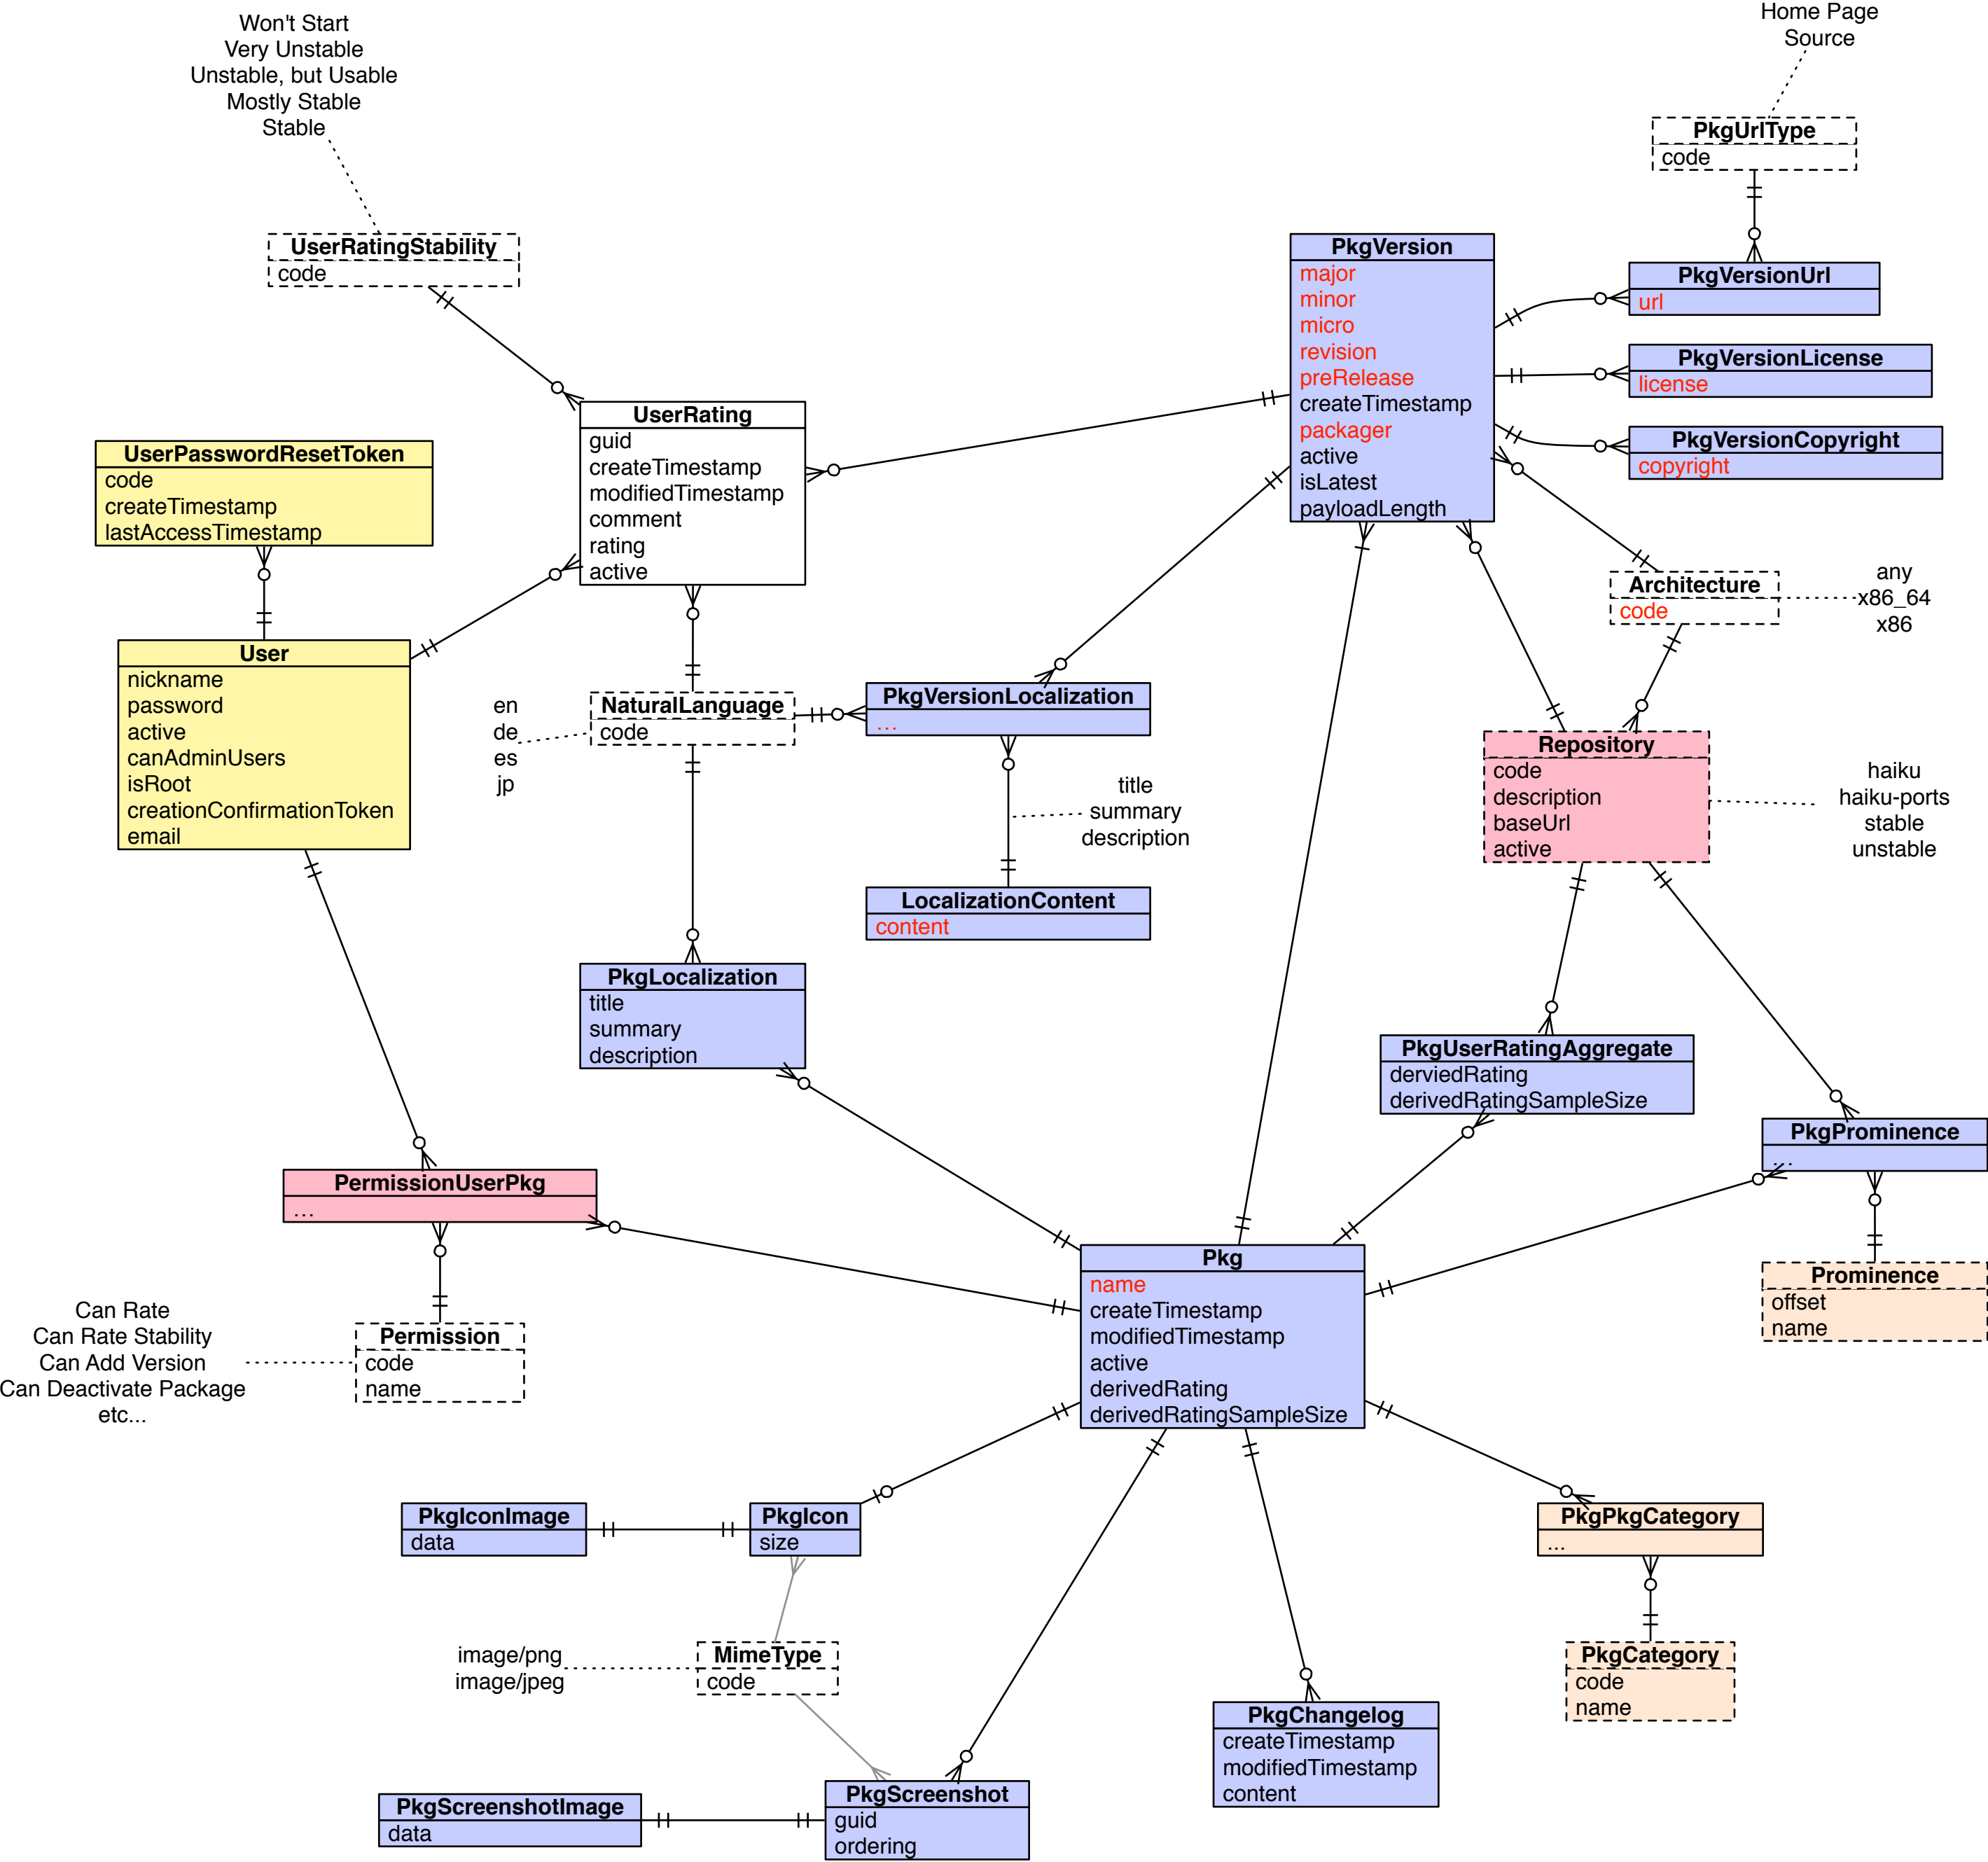 Won't Start
Very Unstable
Unstable, but Usable
Mostly Stable
Stable
Home Page
Source
PkgUrlType
code
UserRatingStability
code
PkgVersion
major
minor
micro
revision
preRelease
createTimestamp
packager
active
isLatest
payloadLength
PkgVersionUrl
url
PkgVersionLicense
license
PkgVersionCopyright
copyright
UserRating
guid
createTimestamp
modifiedTimestamp
comment
rating
active
UserPasswordResetToken
code
createTimestamp
lastAccessTimestamp
Architecture
code
any
x86_64
x86
User
nickname
password
active
canAdminUsers
isRoot
creationConfirmationToken
email
en
de
es
jp
NaturalLanguage
code
PkgVersionLocalization
...
title
summary
description
LocalizationContent
content
Repository
code
description
baseUrl
active
haiku
haiku-ports
stable
unstable
PkgLocalization
title
summary
description
PkgUserRatingAggregate
derviedRating
derivedRatingSampleSize
PkgProminence
...
PermissionUserPkg
...
Prominence
offset
name
Pkg
name
createTimestamp
modifiedTimestamp
active
derivedRating
derivedRatingSampleSize
Can Rate
Can Rate Stability
Can Add Version
Can Deactivate Package
etc...
Permission
code
name
PkgIconImage
data
PkgIcon
size
PkgPkgCategory
...
image/png
image/jpeg
MimeType
code
PkgCategory
code
name
PkgChangelog
createTimestamp
modifiedTimestamp
content
PkgScreenshotImage
data
PkgScreenshot
guid
ordering